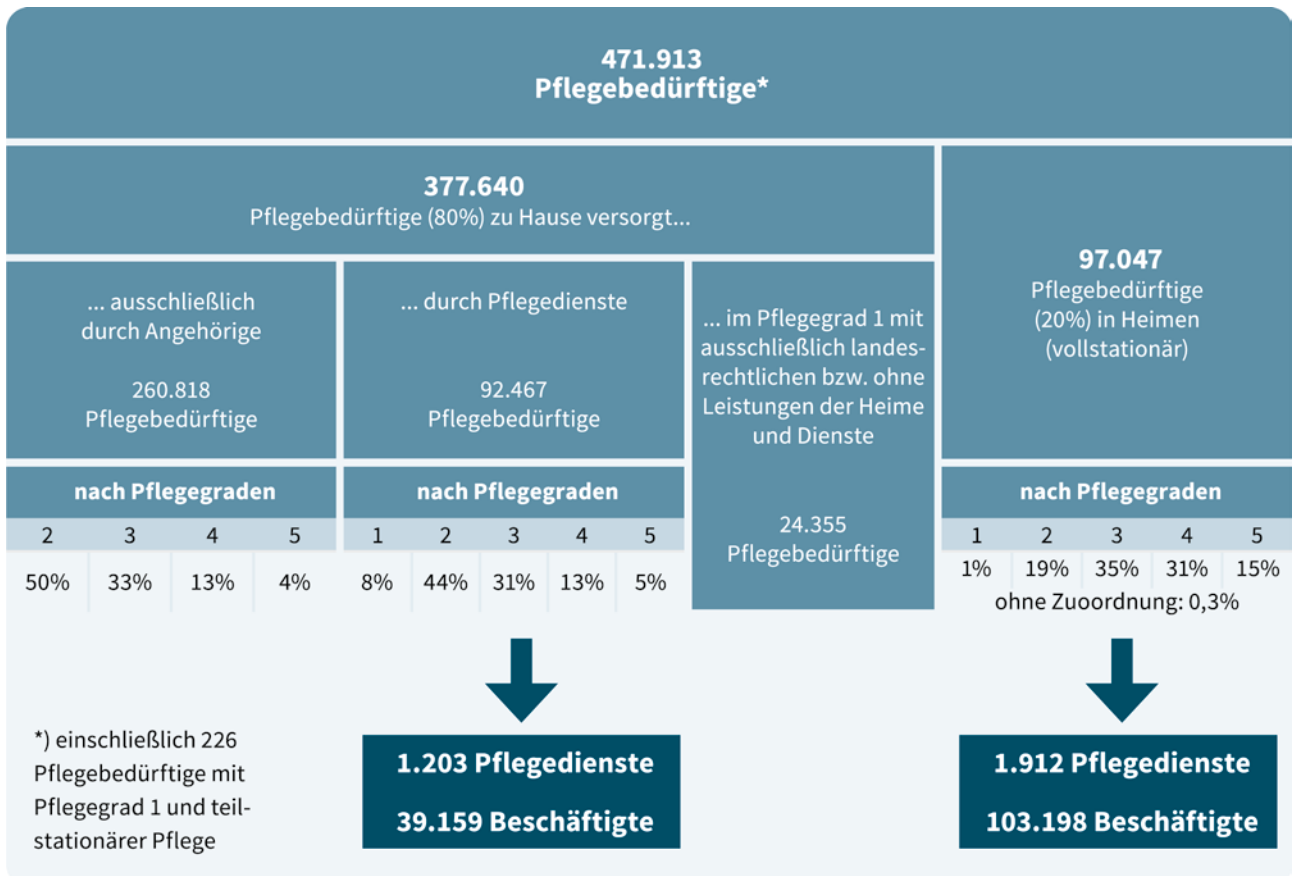 471.913
Pflegebedürftige*
377.640
Pflegebedürftige (80%) zu Hause versorgt...
... ausschließlich
durch Angehörige
260.818
Pflegebedürftige
nach Pflegegraden
2 3 4 5
50% 33% 13% 4%
... durch Pflegedienste
92.467
Pflegebedürftige
nach Pflegegraden
1 2 3 4 5
8% 44% 31% 13% 5%
... im Pflegegrad 1 mit
ausschließlich landes-
rechtlichen bzw. ohne
Leistungen der Heime
und Dienste
24.355
Pflegebedürftige
97.047
Pflegebedürftige
(20%) in Heimen
(vollstationär)
nach Pflegegraden
1 2 3 4 5
1% 19% 35% 31% 15%
ohne Zuoordnung: 0,3%
*) einschließlich 226
Pflegebedürftige mit
Pflegegrad 1 und teil-
stationärer Pflege
1.203 Pflegedienste
39.159 Beschäftigte
1.912 Pflegedienste
103.198 Beschäftigte